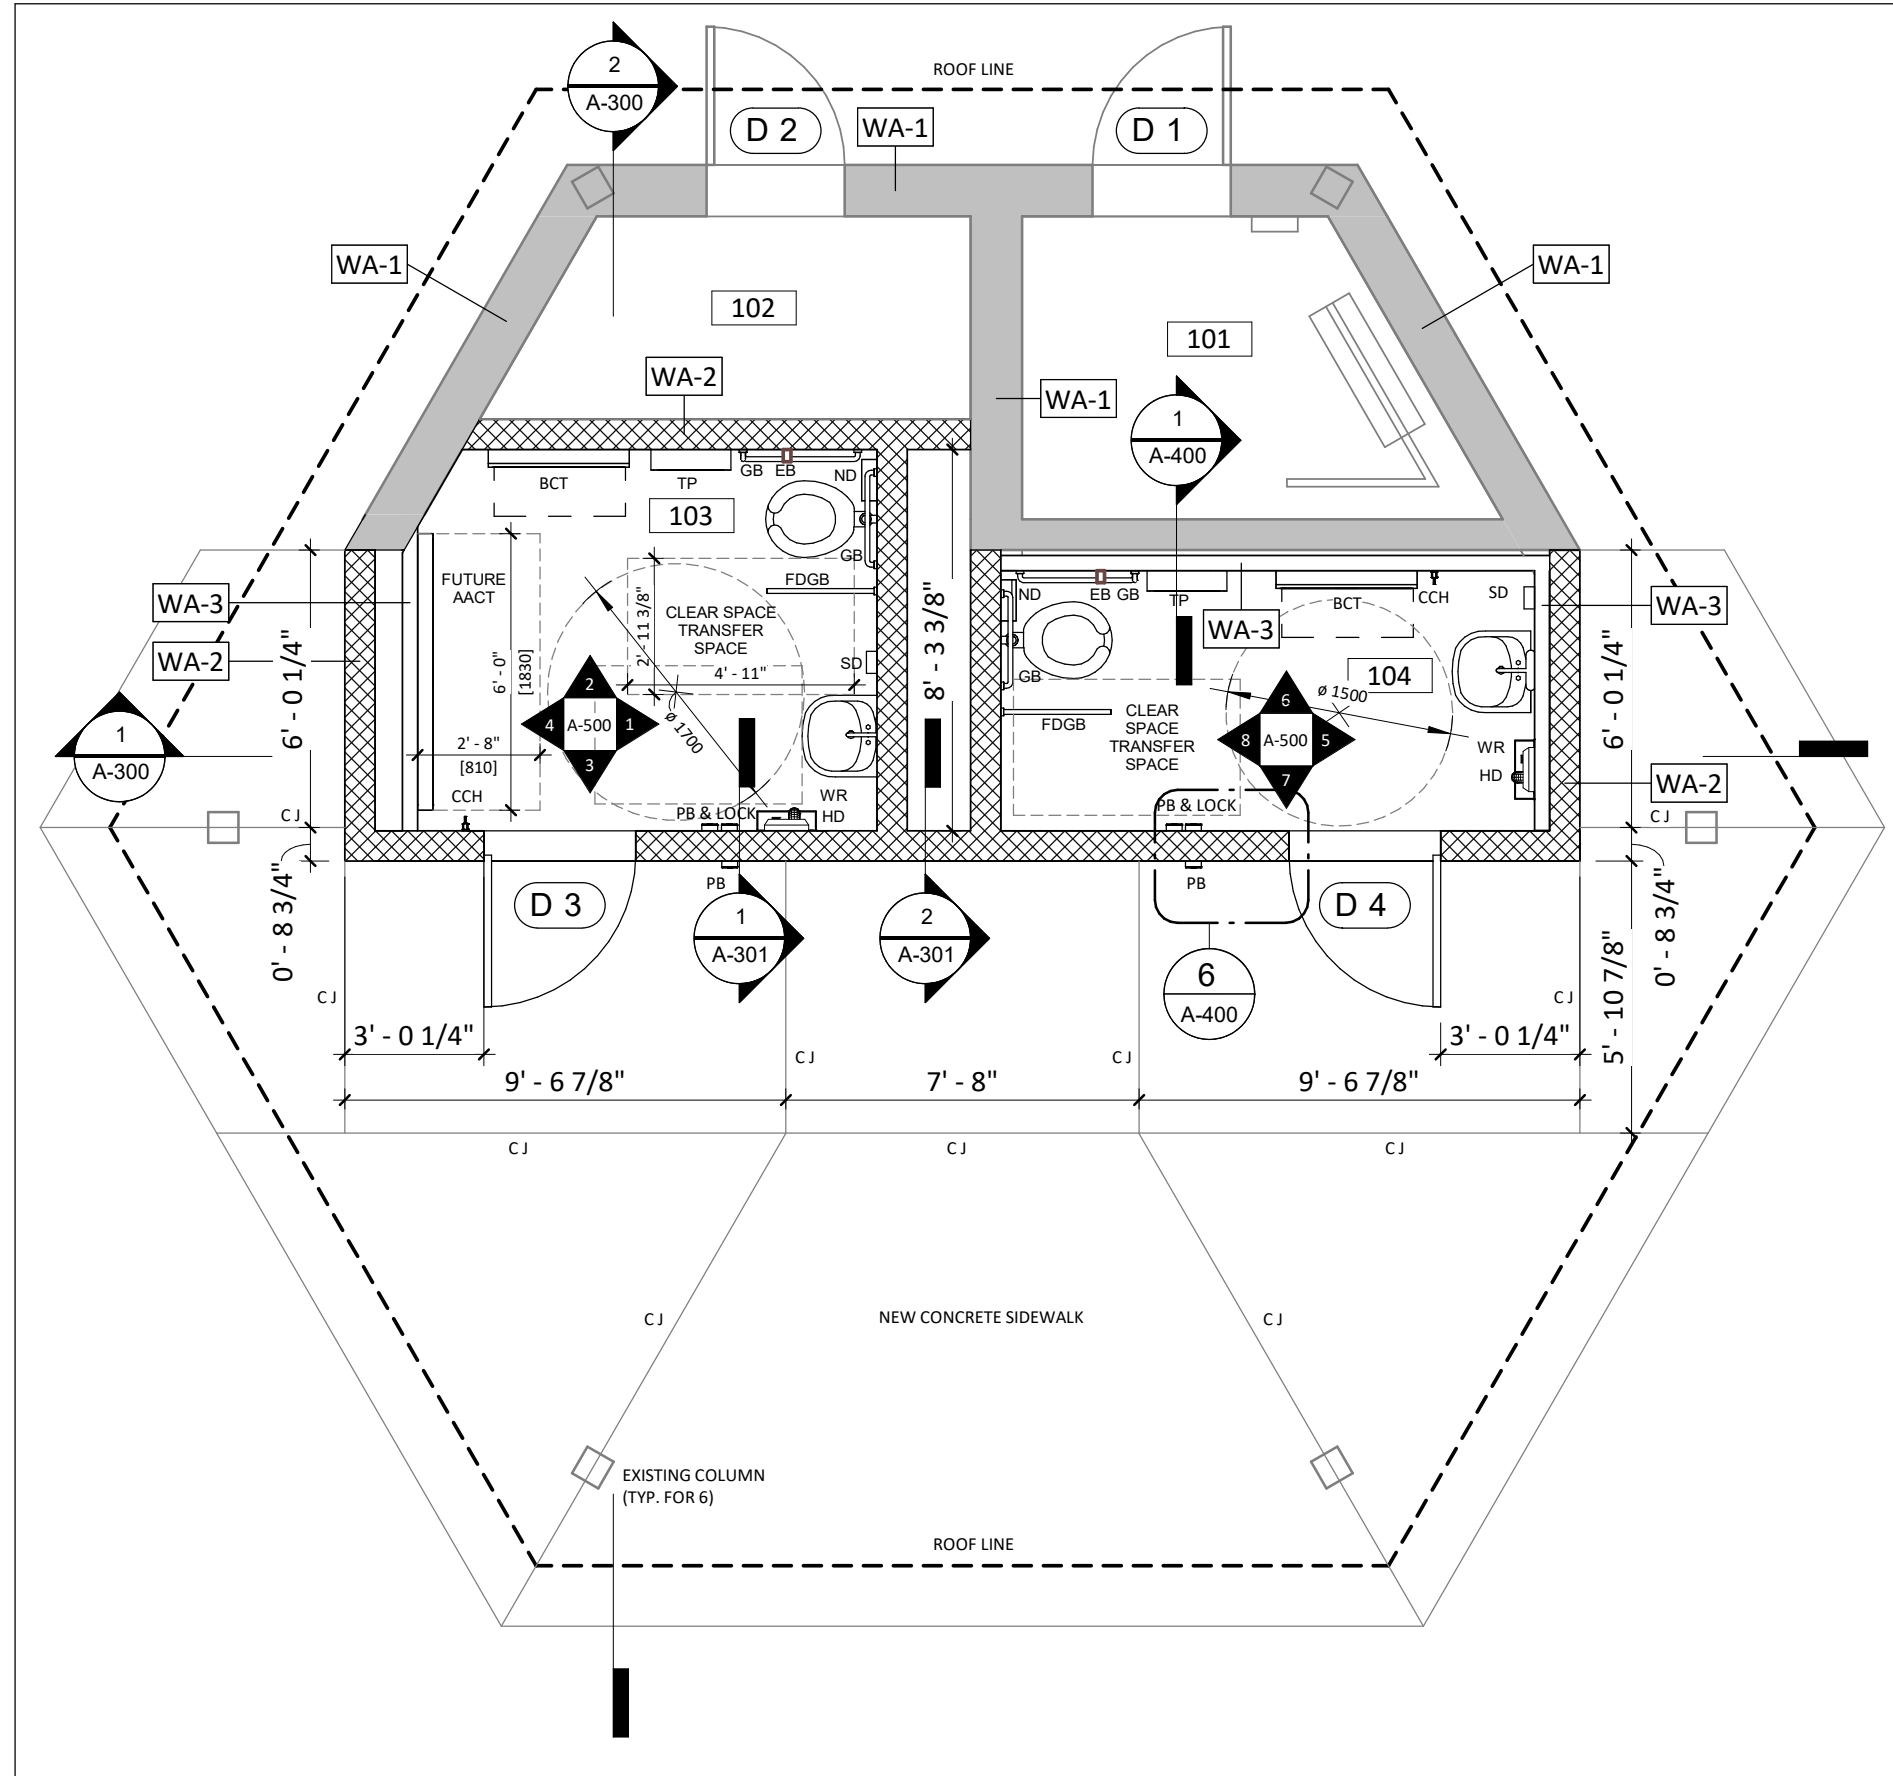 2
A-300
ROOF LINE
D 2
WA-1
D 1
WA-1
WA-1
102
101
WA-2
WA-1
1
A-400
GB
EB
ND
BCT
TP
103
GB
FUTURE
AACT
FDGB
CLEAR SPACE
TRANSFER
SPACE
2' - 11 3/8"
4' - 11"
SD
6' - 0"
[1830]
2
4
A-500
1
3
ø 1700
2' - 8"
[810]
CCH
PB & LOCK
WR
HD
8' - 3 3/8"
ND
EB
GB
TP
BCT
CCH
SD
WA-3
GB
104
ø 1500
FDGB
CLEAR
SPACE
TRANSFER
SPACE
6
8
A-500
5
7
WR
HD
PB & LOCK
WA-3
WA-2
6' - 0 1/4"
WA-3
6' - 0 1/4"
WA-2
1
A-300
C J
C J
0' - 8 3/4"
0' - 8 3/4"
PB
D 3
1
A-301
2
A-301
PB
D 4
6
A-400
C J
C J
5' - 10 7/8"
3' - 0 1/4"
3' - 0 1/4"
C J
C J
9' - 6 7/8"
7' - 8"
9' - 6 7/8"
C J
C J
C J
C J
C J
NEW CONCRETE SIDEWALK
EXISTING COLUMN
(TYP. FOR 6)
ROOF LINE